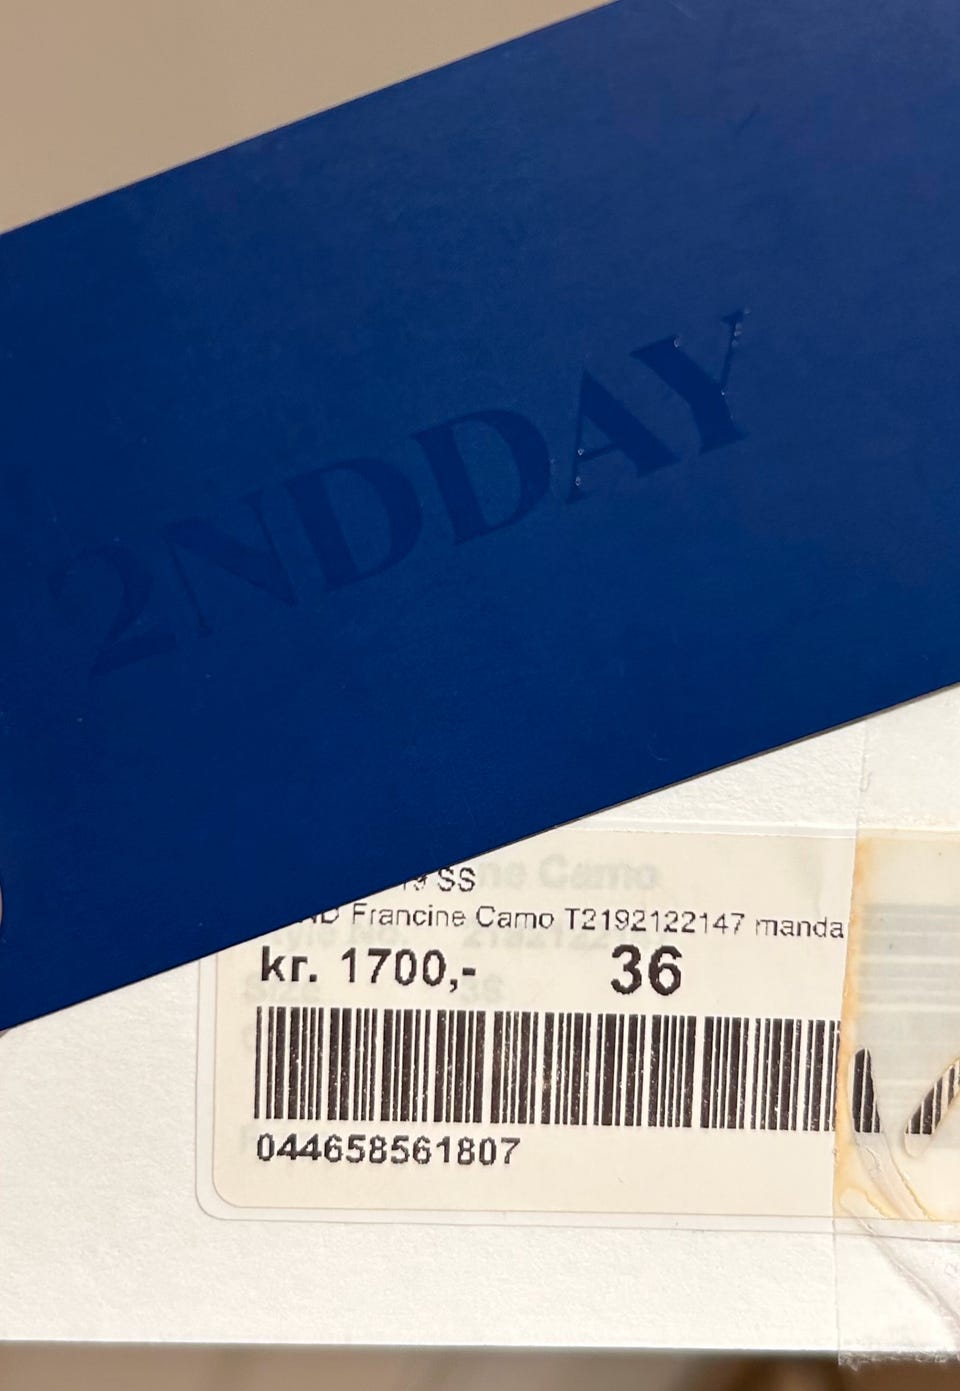 2NDDAY
SS
Francine Camo T2192122147 manda
kr. 1700,- 36
044658561807